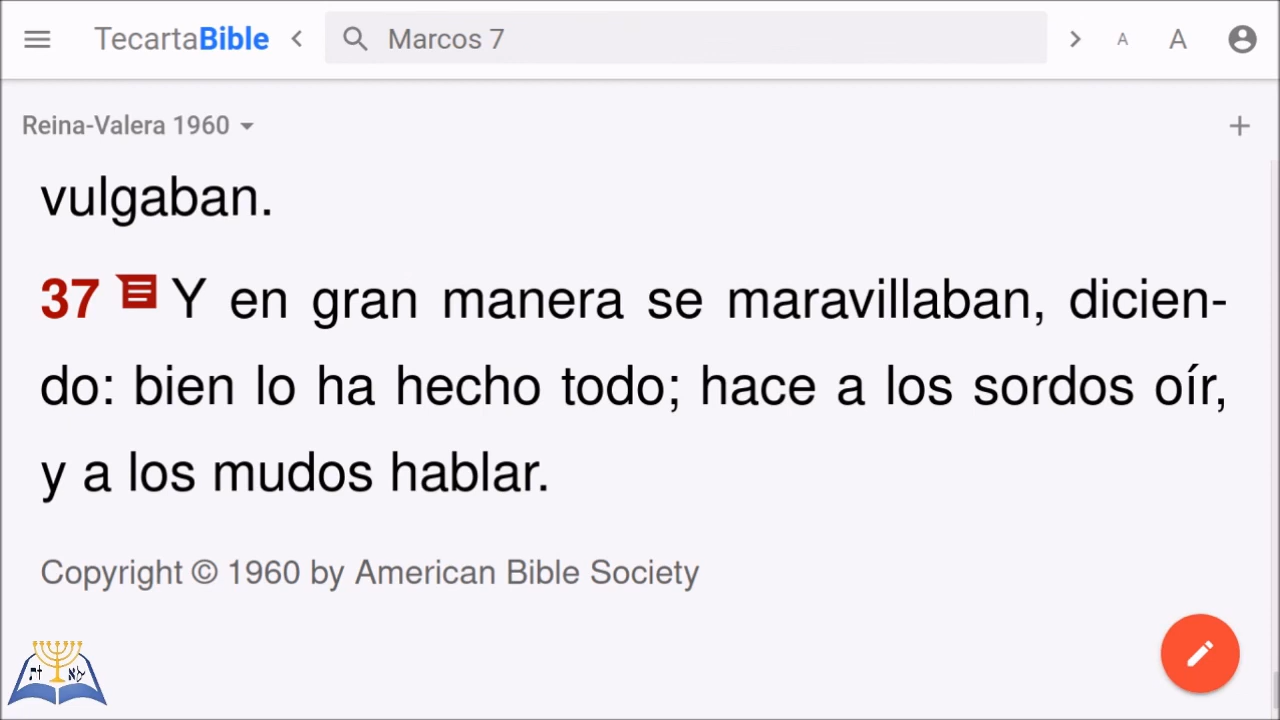 TecartaBible
Marcos 7
A A
Reina-Valera 1960
vulgaban.
37 Y en gran manera se maravillaban, dicien-
do: bien lo ha hecho todo; hace a los sordos oír,
y a los mudos hablar.
Copyright © 1960 by American Bible Society